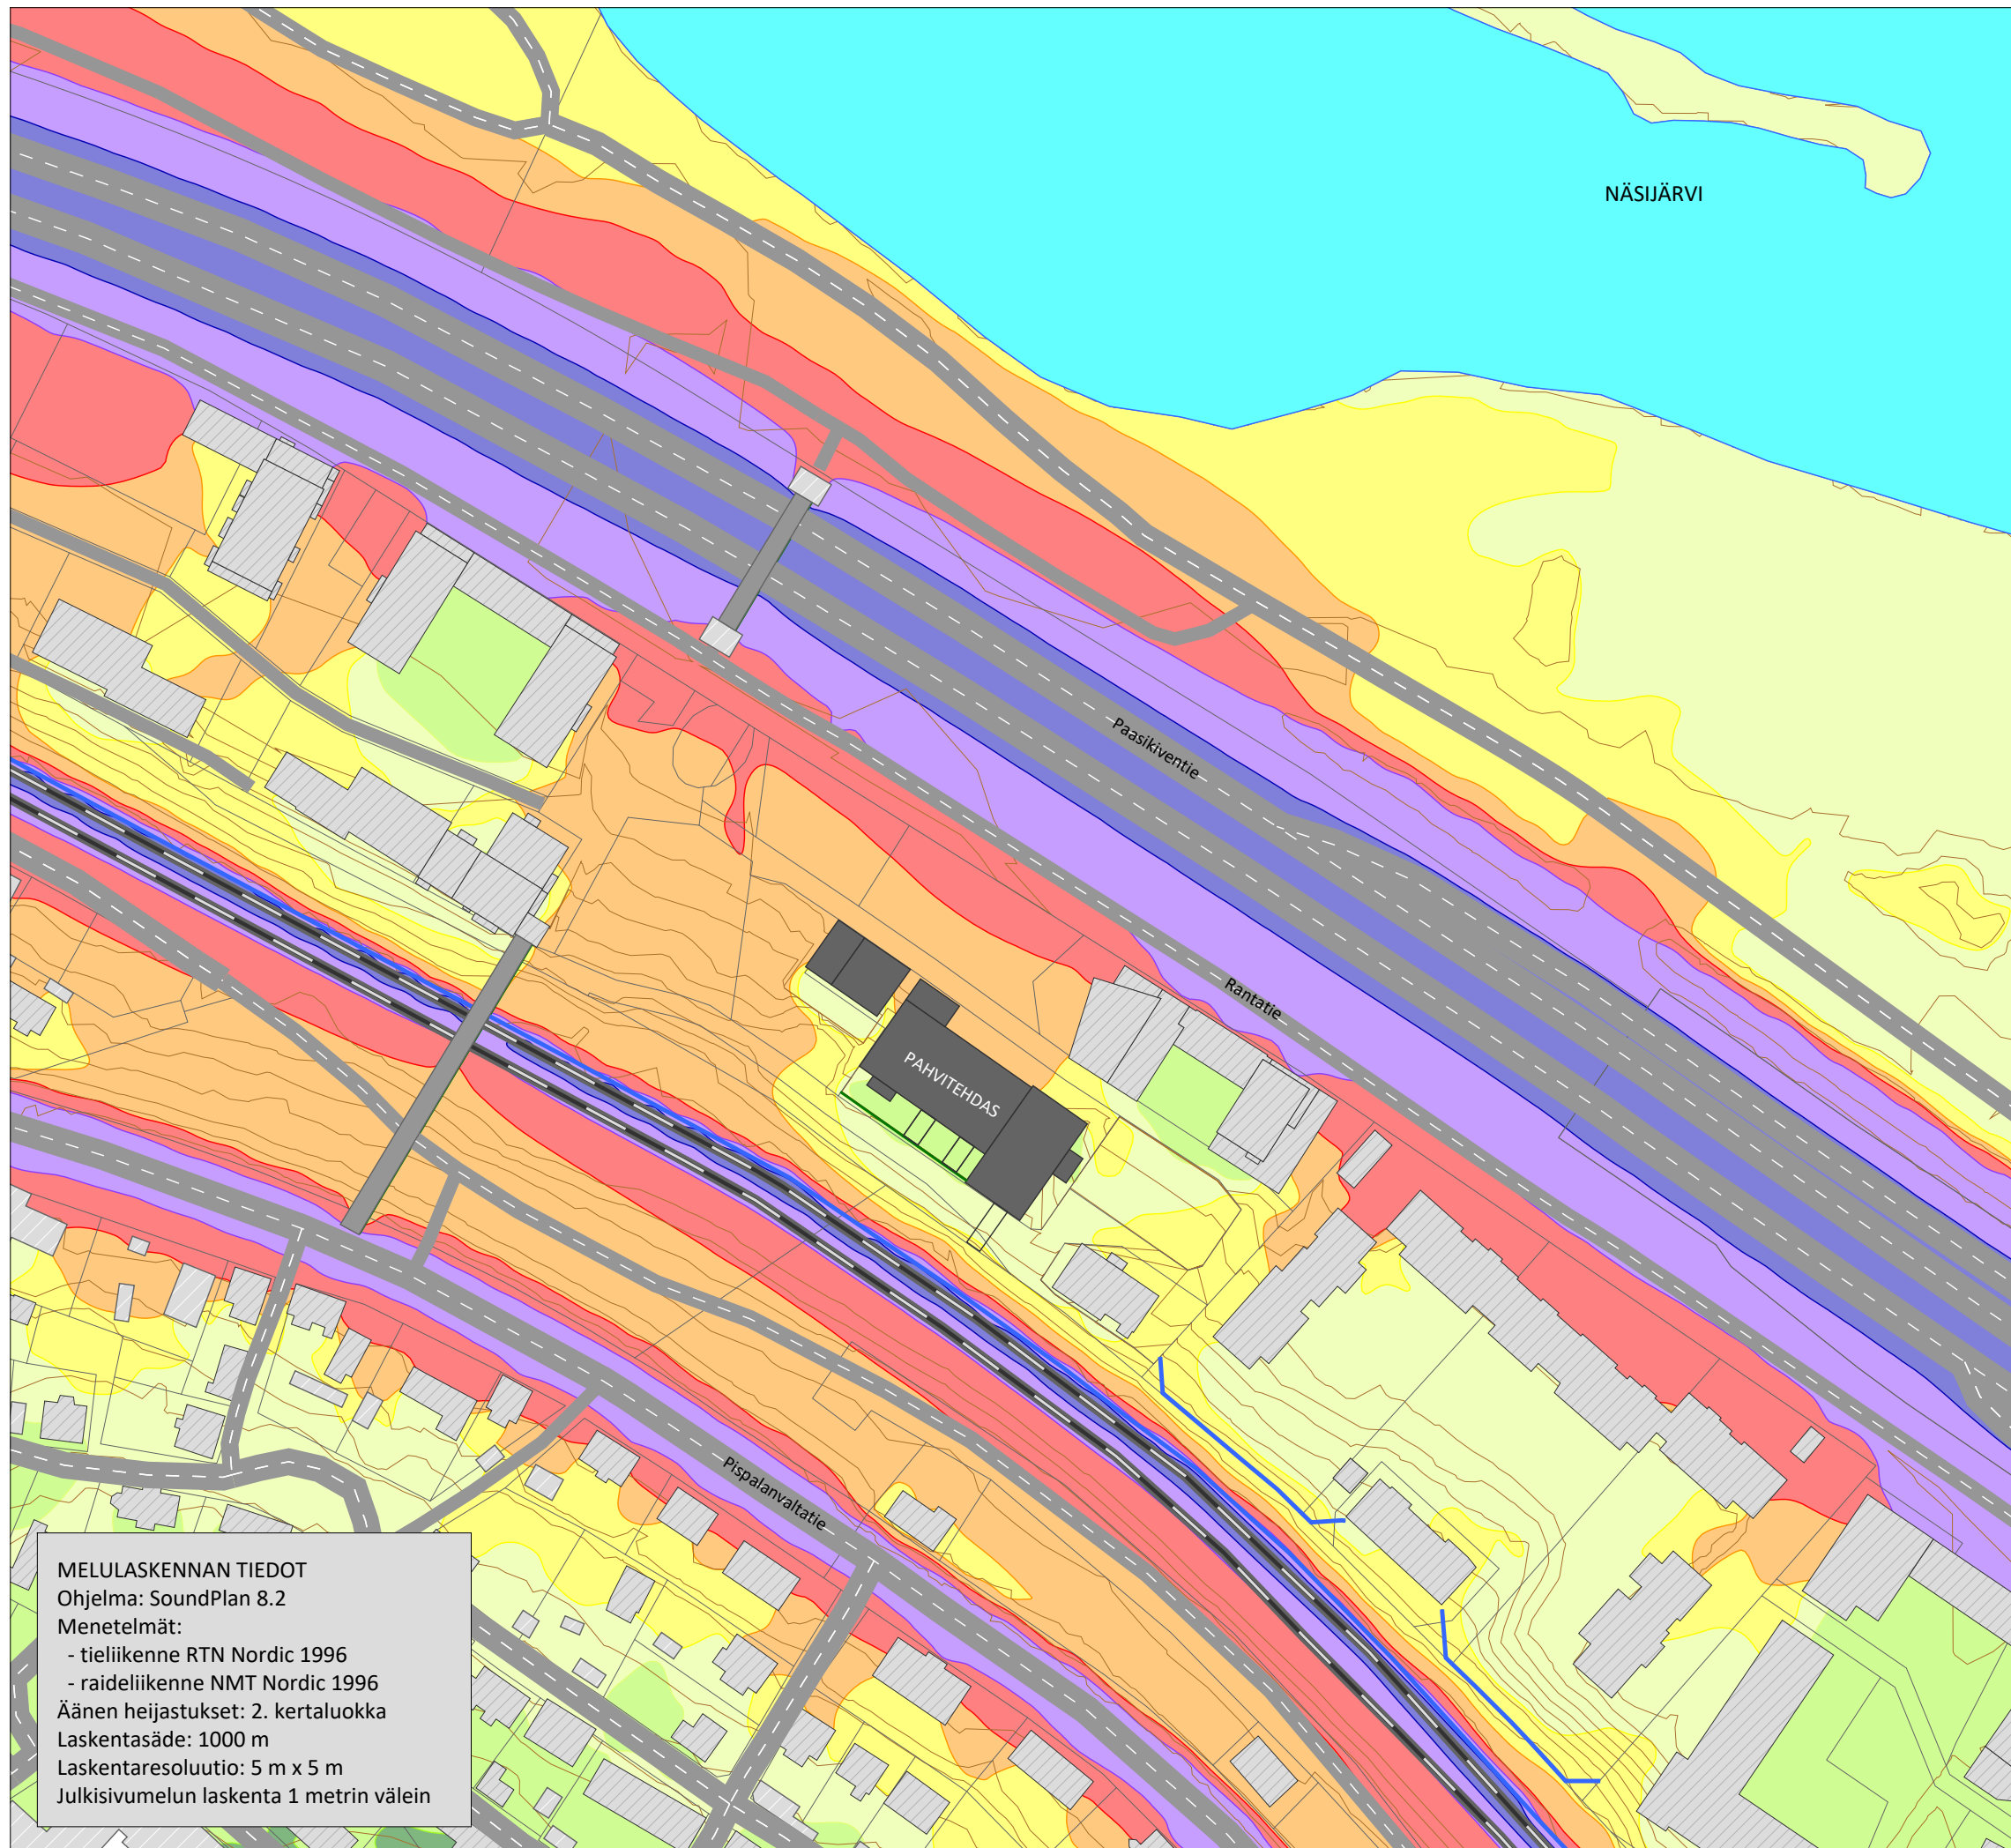 NÄSIJÄRVI
Paasikiventie
Rantatie
PAHVITEHDAS
Pispalanvaltatie
MELULASKENNAN TIEDOT
Ohjelma: SoundPlan 8.2
Menetelmät:
- tieliikenne RTN Nordic 1996
- raideliikenne NMT Nordic 1996
Äänen heijastukset: 2. kertaluokka
Laskentasäde: 1000 m
Laskentaresoluutio: 5 m x 5 m
Julkisivumelun laskenta 1 metrin välein